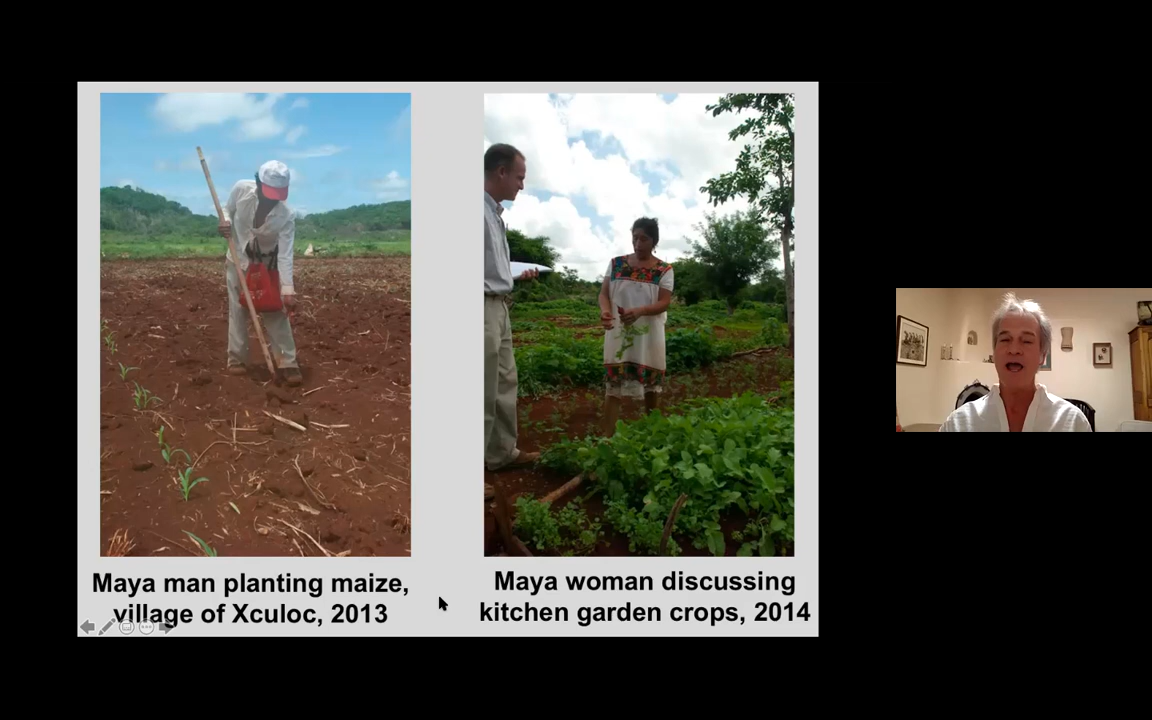 Maya man planting maize,
village of Xculoc, 2013
Maya woman discussing
kitchen garden crops, 2014